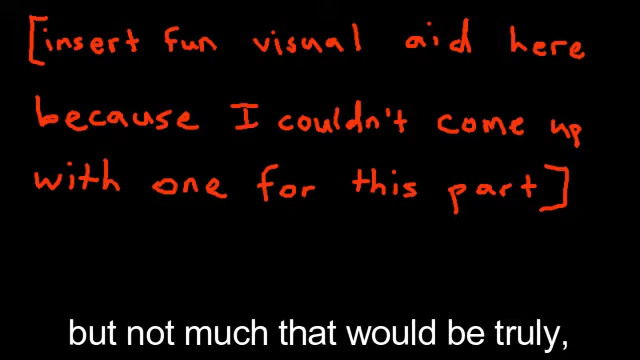 [insert fun visual aid here
because I couldn't come up
with one for this part]
but not much that would be truly,